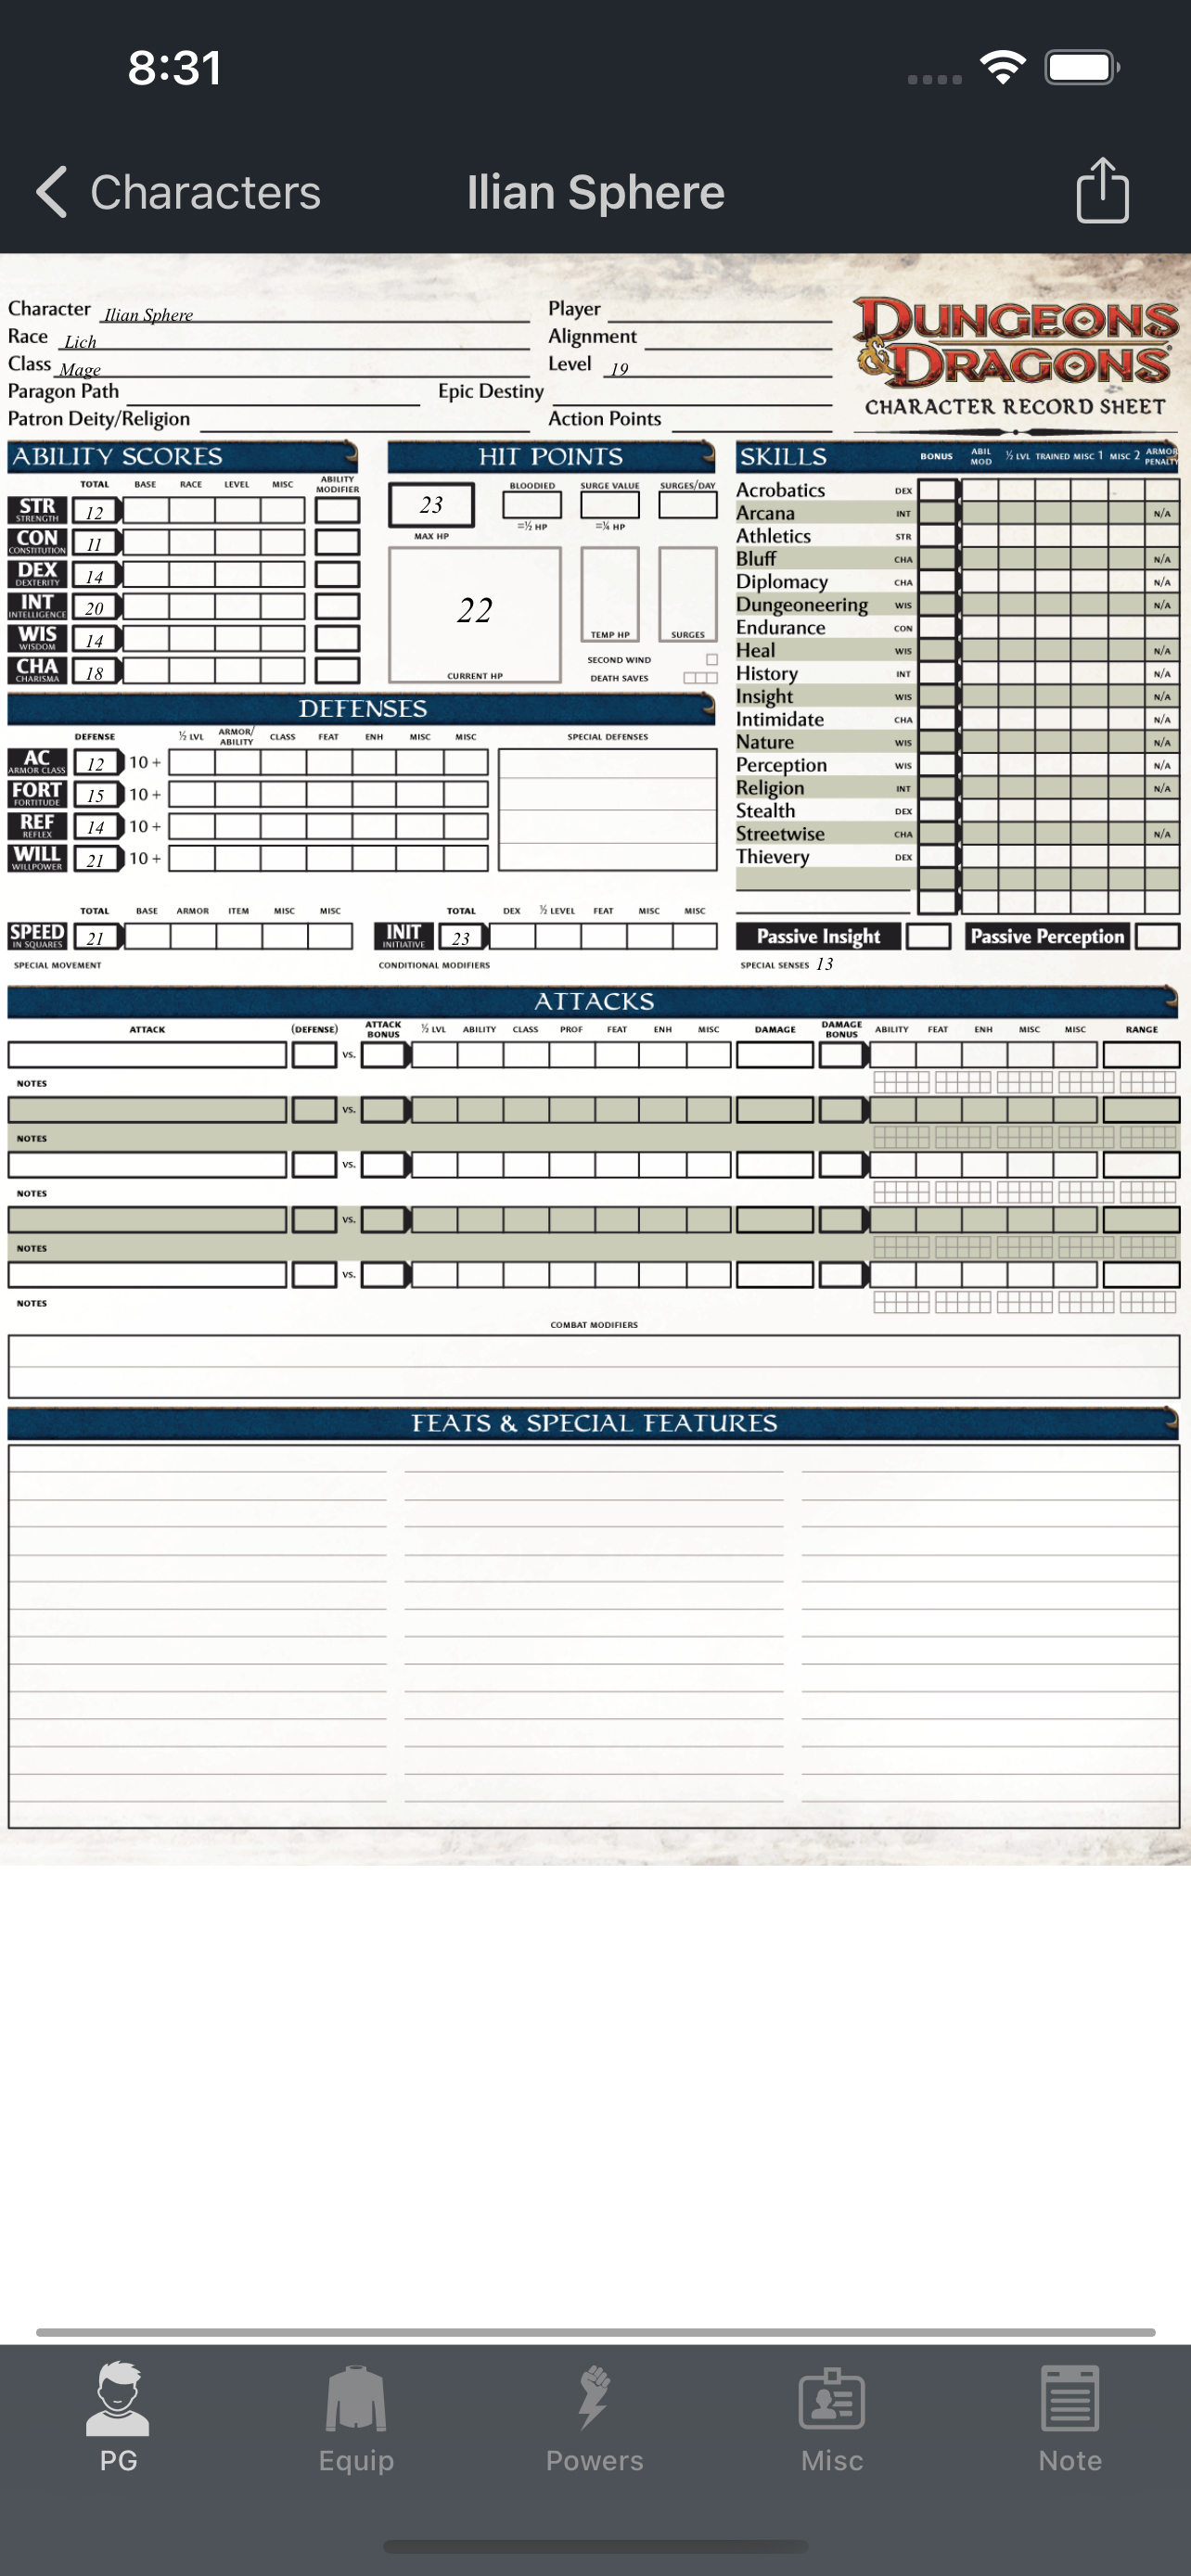 8:31
Characters
Ilian Sphere
Character Ilian Sphere
Player
Race Lich
Alignment
Class Mage
Level 19
Paragon Path
Epic Destiny
Patron Deity/Religion
Action Points
DUNGEONS & DRAGONS
CHARACTER RECORD SHEET
ABILITY SCORES
TOTAL BASE RACE LEVEL MISC ABILITY MODIFIER
STR STRENGTH 12
CON CONSTITUTION 11
DEX DEXTERITY 14
INT INTELLIGENCE 20
WIS WISDOM 14
CHA CHARISMA 18
HIT POINTS
23
MAX HP
BLOODIED SURGE VALUE SURGES/DAY
=½ HP =¼ HP
22
CURRENT HP
TEMP HP
SURGES
SECOND WIND
DEATH SAVES
SKILLS BONUS ABIL MOD ½ LVL TRAINED MISC 1 MISC 2 ARMOR PENALTY
Acrobatics DEX
Arcana INT N/A
Athletics STR
Bluff CHA N/A
Diplomacy CHA N/A
Dungeoneering WIS N/A
Endurance CON
Heal WIS N/A
History INT N/A
Insight WIS N/A
Intimidate CHA N/A
Nature WIS N/A
Perception WIS N/A
Religion INT N/A
Stealth DEX
Streetwise CHA N/A
Thievery DEX
DEFENSES
DEFENSE ½ LVL ARMOR/ABILITY CLASS FEAT ENH MISC MISC SPECIAL DEFENSES
AC ARMOR CLASS 12 10 +
FORT FORTITUDE 15 10 +
REF REFLEX 14 10 +
WILL WILLPOWER 21 10 +
TOTAL BASE ARMOR ITEM MISC MISC
SPEED IN SQUARES 21
SPECIAL MOVEMENT
TOTAL DEX ½ LEVEL FEAT MISC MISC
INIT INITIATIVE 23
CONDITIONAL MODIFIERS
Passive Insight
Passive Perception
SPECIAL SENSES 13
ATTACKS
ATTACK (DEFENSE) ATTACK BONUS ½ LVL ABILITY CLASS PROF FEAT ENH MISC DAMAGE DAMAGE BONUS ABILITY FEAT ENH MISC MISC RANGE
VS.
NOTES
VS.
NOTES
VS.
NOTES
VS.
NOTES
VS.
NOTES
COMBAT MODIFIERS
FEATS & SPECIAL FEATURES
PG
Equip
Powers
Misc
Note